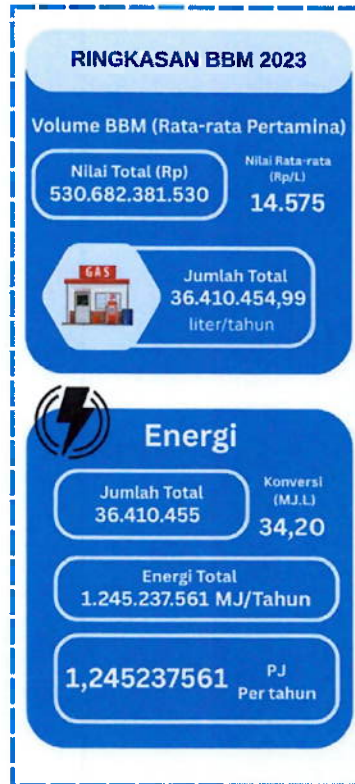 RINGKASAN BBM 2023
Volume BBM (Rata-rata Pertamina)
Nilai Total (Rp)
530.682.381.530
Nilai Rata-rata
(Rp/L)
14.575
GAS
Jumlah Total
36.410.454,99
liter/tahun
Energi
Jumlah Total
36.410.455
Konversi
(M.J.L)
34,20
Energi Total
1.245.237.561 MJ/Tahun
1,245237561
PJ
Per tahun